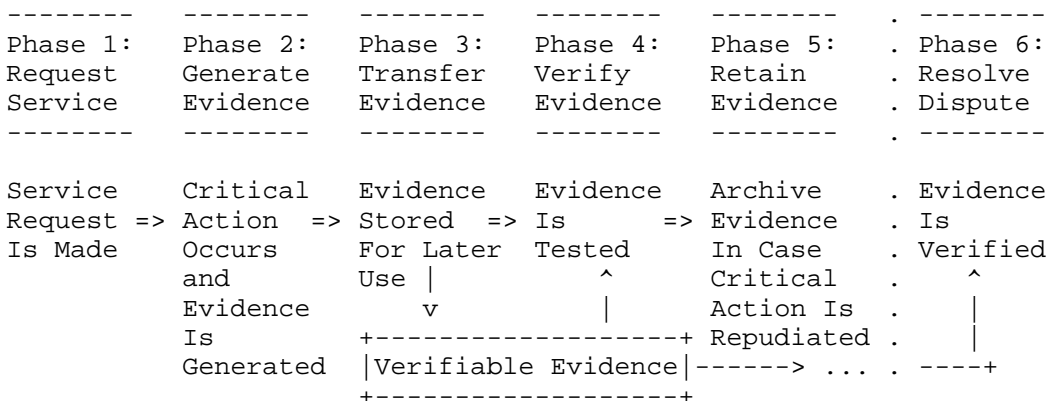 --------   --------   --------   --------   --------   . --------
Phase 1:   Phase 2:   Phase 3:   Phase 4:   Phase 5:   . Phase 6:
Request    Generate   Transfer   Verify     Retain     . Resolve
Service    Evidence   Evidence   Evidence   Evidence   . Dispute
--------   --------   --------   --------   --------   . --------

Service    Critical   Evidence   Evidence   Archive    . Evidence
Request => Action  => Stored  => Is      => Evidence   . Is
Is Made    Occurs     For Later  Tested     In Case    . Verified
           and        Use |          ^      Critical   .    ^
           Evidence       v          |      Action Is  .    |
           Is         +-------------------+ Repudiated .    |
           Generated  |Verifiable Evidence|------> ... . ----+
                      +-------------------+